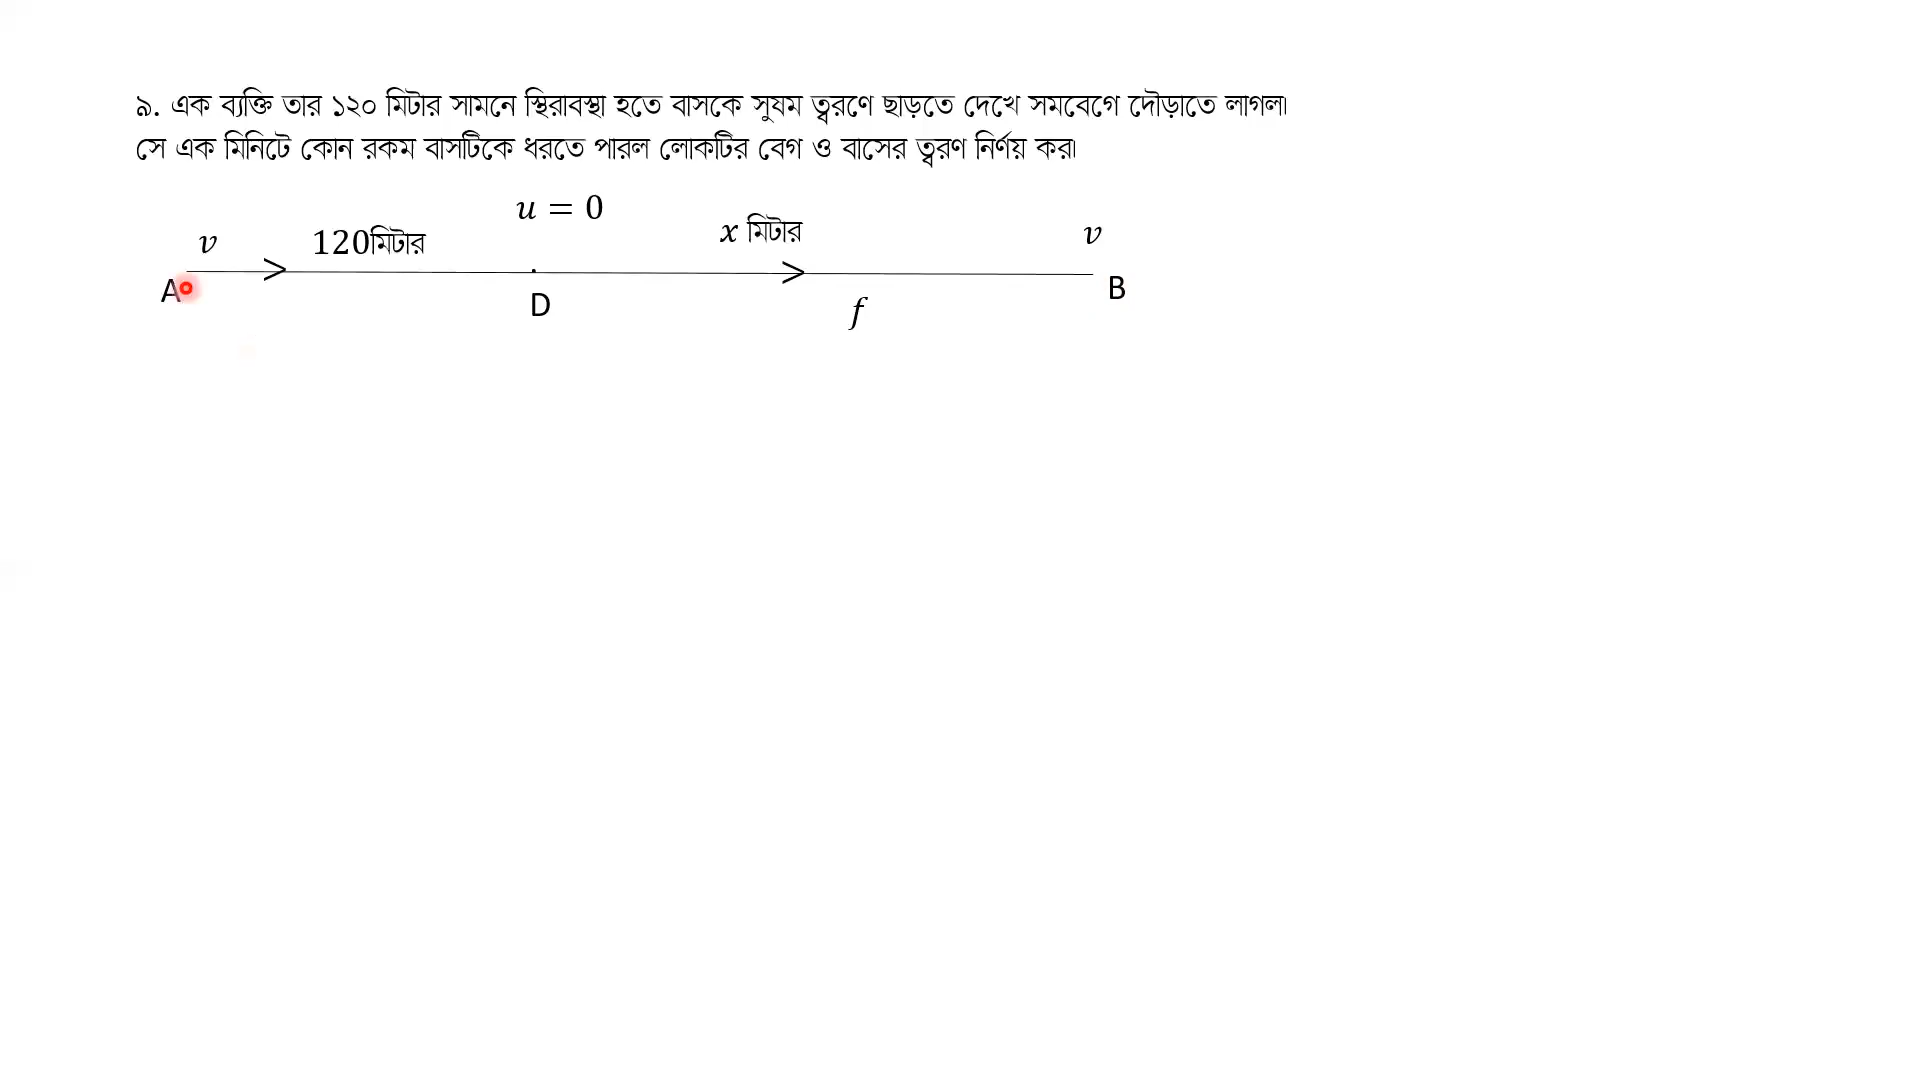 ৯. এক ব্যক্তি তার ১২০ মিটার সামনে স্থিরাবস্থা হতে বাসকে সুষম ত্বরণে ছাড়তে দেখে সমবেগে দৌড়াতে লাগল।
সে এক মিনিটে কোন রকম বাসটিকে ধরতে পারল লোকটির বেগ ও বাসের ত্বরণ নির্ণয় কর।
u = 0
v 120মিটার x মিটার v
A D f B